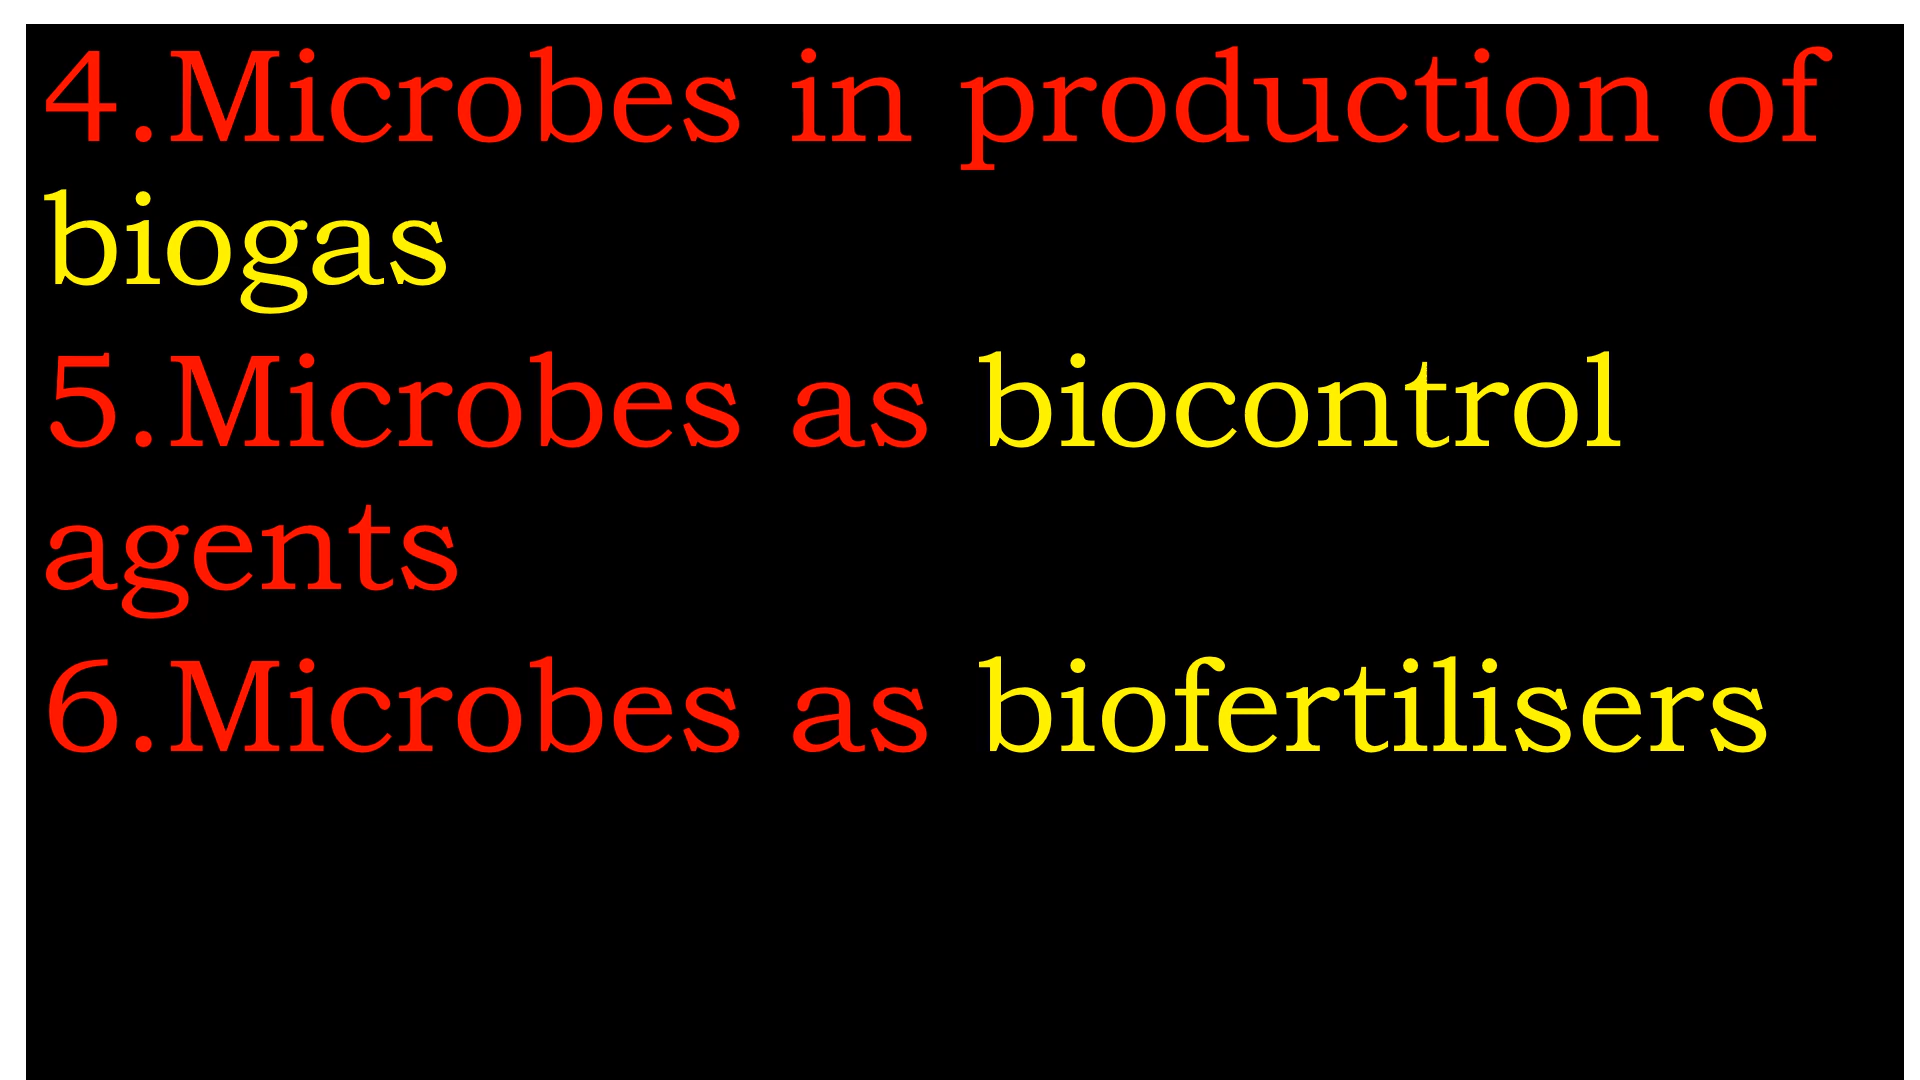 4.Microbes in production of
biogas
5.Microbes as biocontrol
agents
6.Microbes as biofertilisers